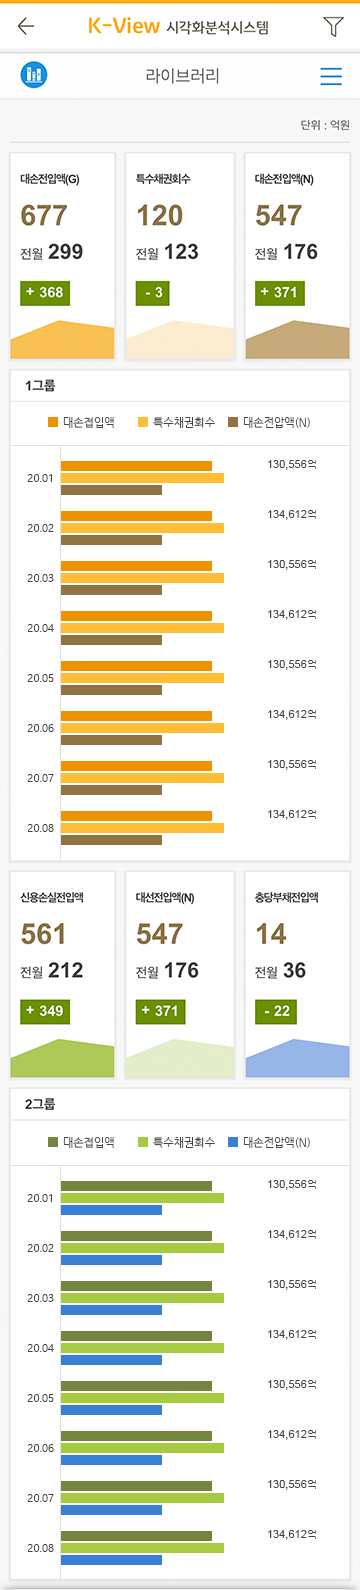 K-View 시각화분석시스템
라이브러리
단위 : 억원
대손전입액(G) 특수채권회수 대손전입액(N)
677 120 547
전월 299 전월 123 전월 176
+ 368 - 3 + 371
1그룹
대손접입액 특수채권회수 대손전압액(N)
130,556억
20.01
134,612억
20.02
130,556억
20.03
134,612억
20.04
130,556억
20.05
134,612억
20.06
130,556억
20.07
134,612억
20.08
신용손실전입액 대선전입액(N) 충당부채전입액
561 547 14
전월 212 전월 176 전월 36
+ 349 + 371 - 22
2그룹
대손접입액 특수채권회수 대손전압액(N)
130,556억
20.01
134,612억
20.02
130,556억
20.03
134,612억
20.04
130,556억
20.05
134,612억
20.06
130,556억
20.07
134,612억
20.08